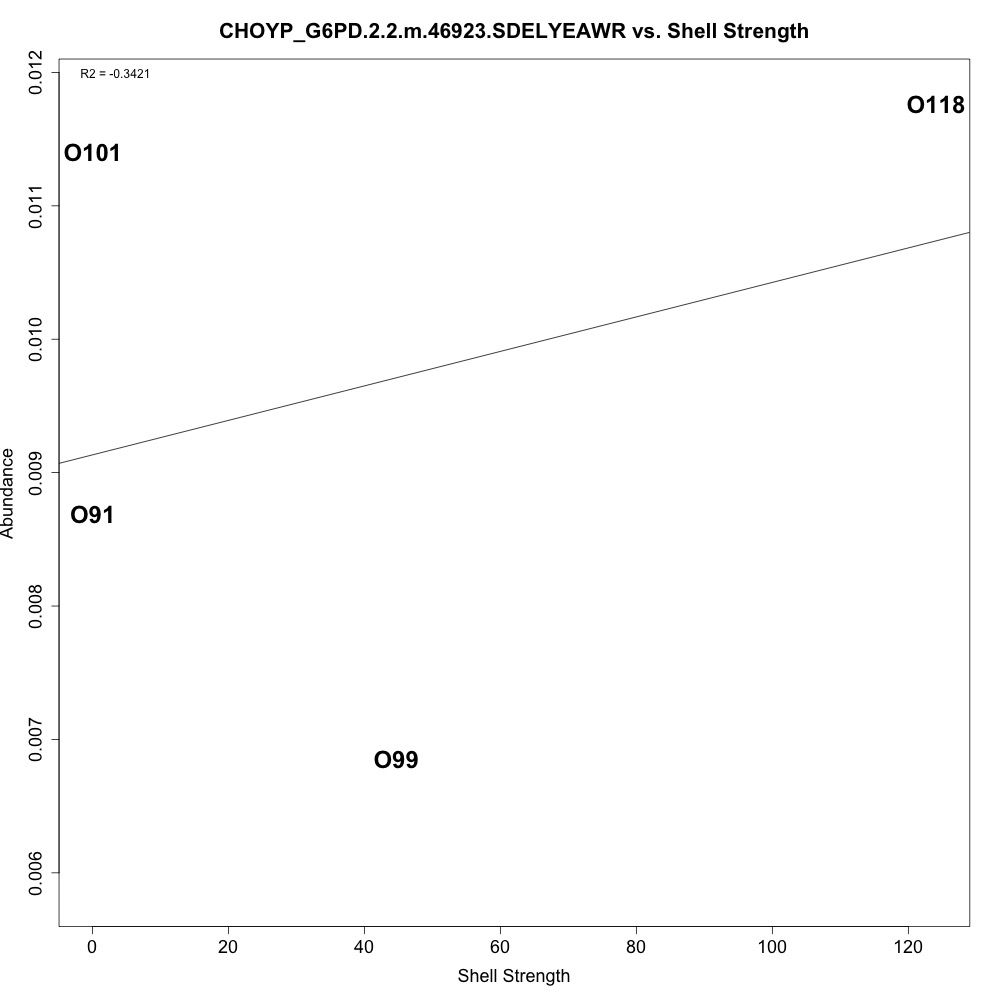 CHOYP_G6PD.2.2.m.46923.SDELYEAWR vs. Shell Strength
R2 = -0.3421
O118
O101
O91
O99
0.012
0.011
0.010
0.009
0.008
0.007
0.006
Abundance
0 20 40 60 80 100 120
Shell Strength